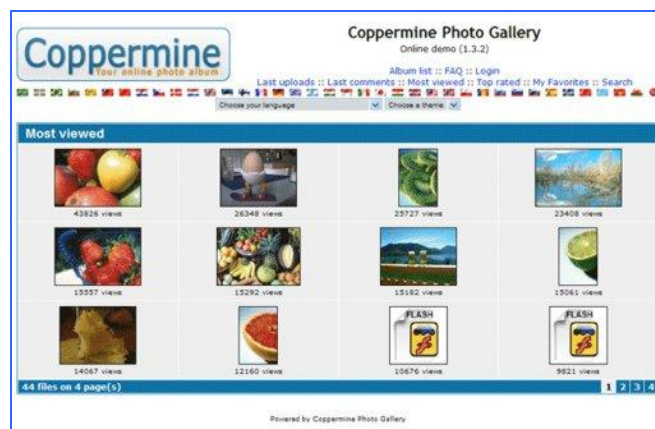 Coppermine
Your online photo album
Coppermine Photo Gallery
Online demo (1.3.2)
Album list :: FAQ :: Login
Last uploads :: Last comments :: Most viewed :: Top rated :: My Favorites :: Search
Choose your language
Choose a theme
Most viewed
43826 views
26348 views
25727 views
23408 views
15557 views
15292 views
15182 views
15061 views
FLASH
FLASH
14067 views
12160 views
10676 views
9821 views
44 files on 4 page(s)
1 2 3 4
Powered by Coppermine Photo Gallery